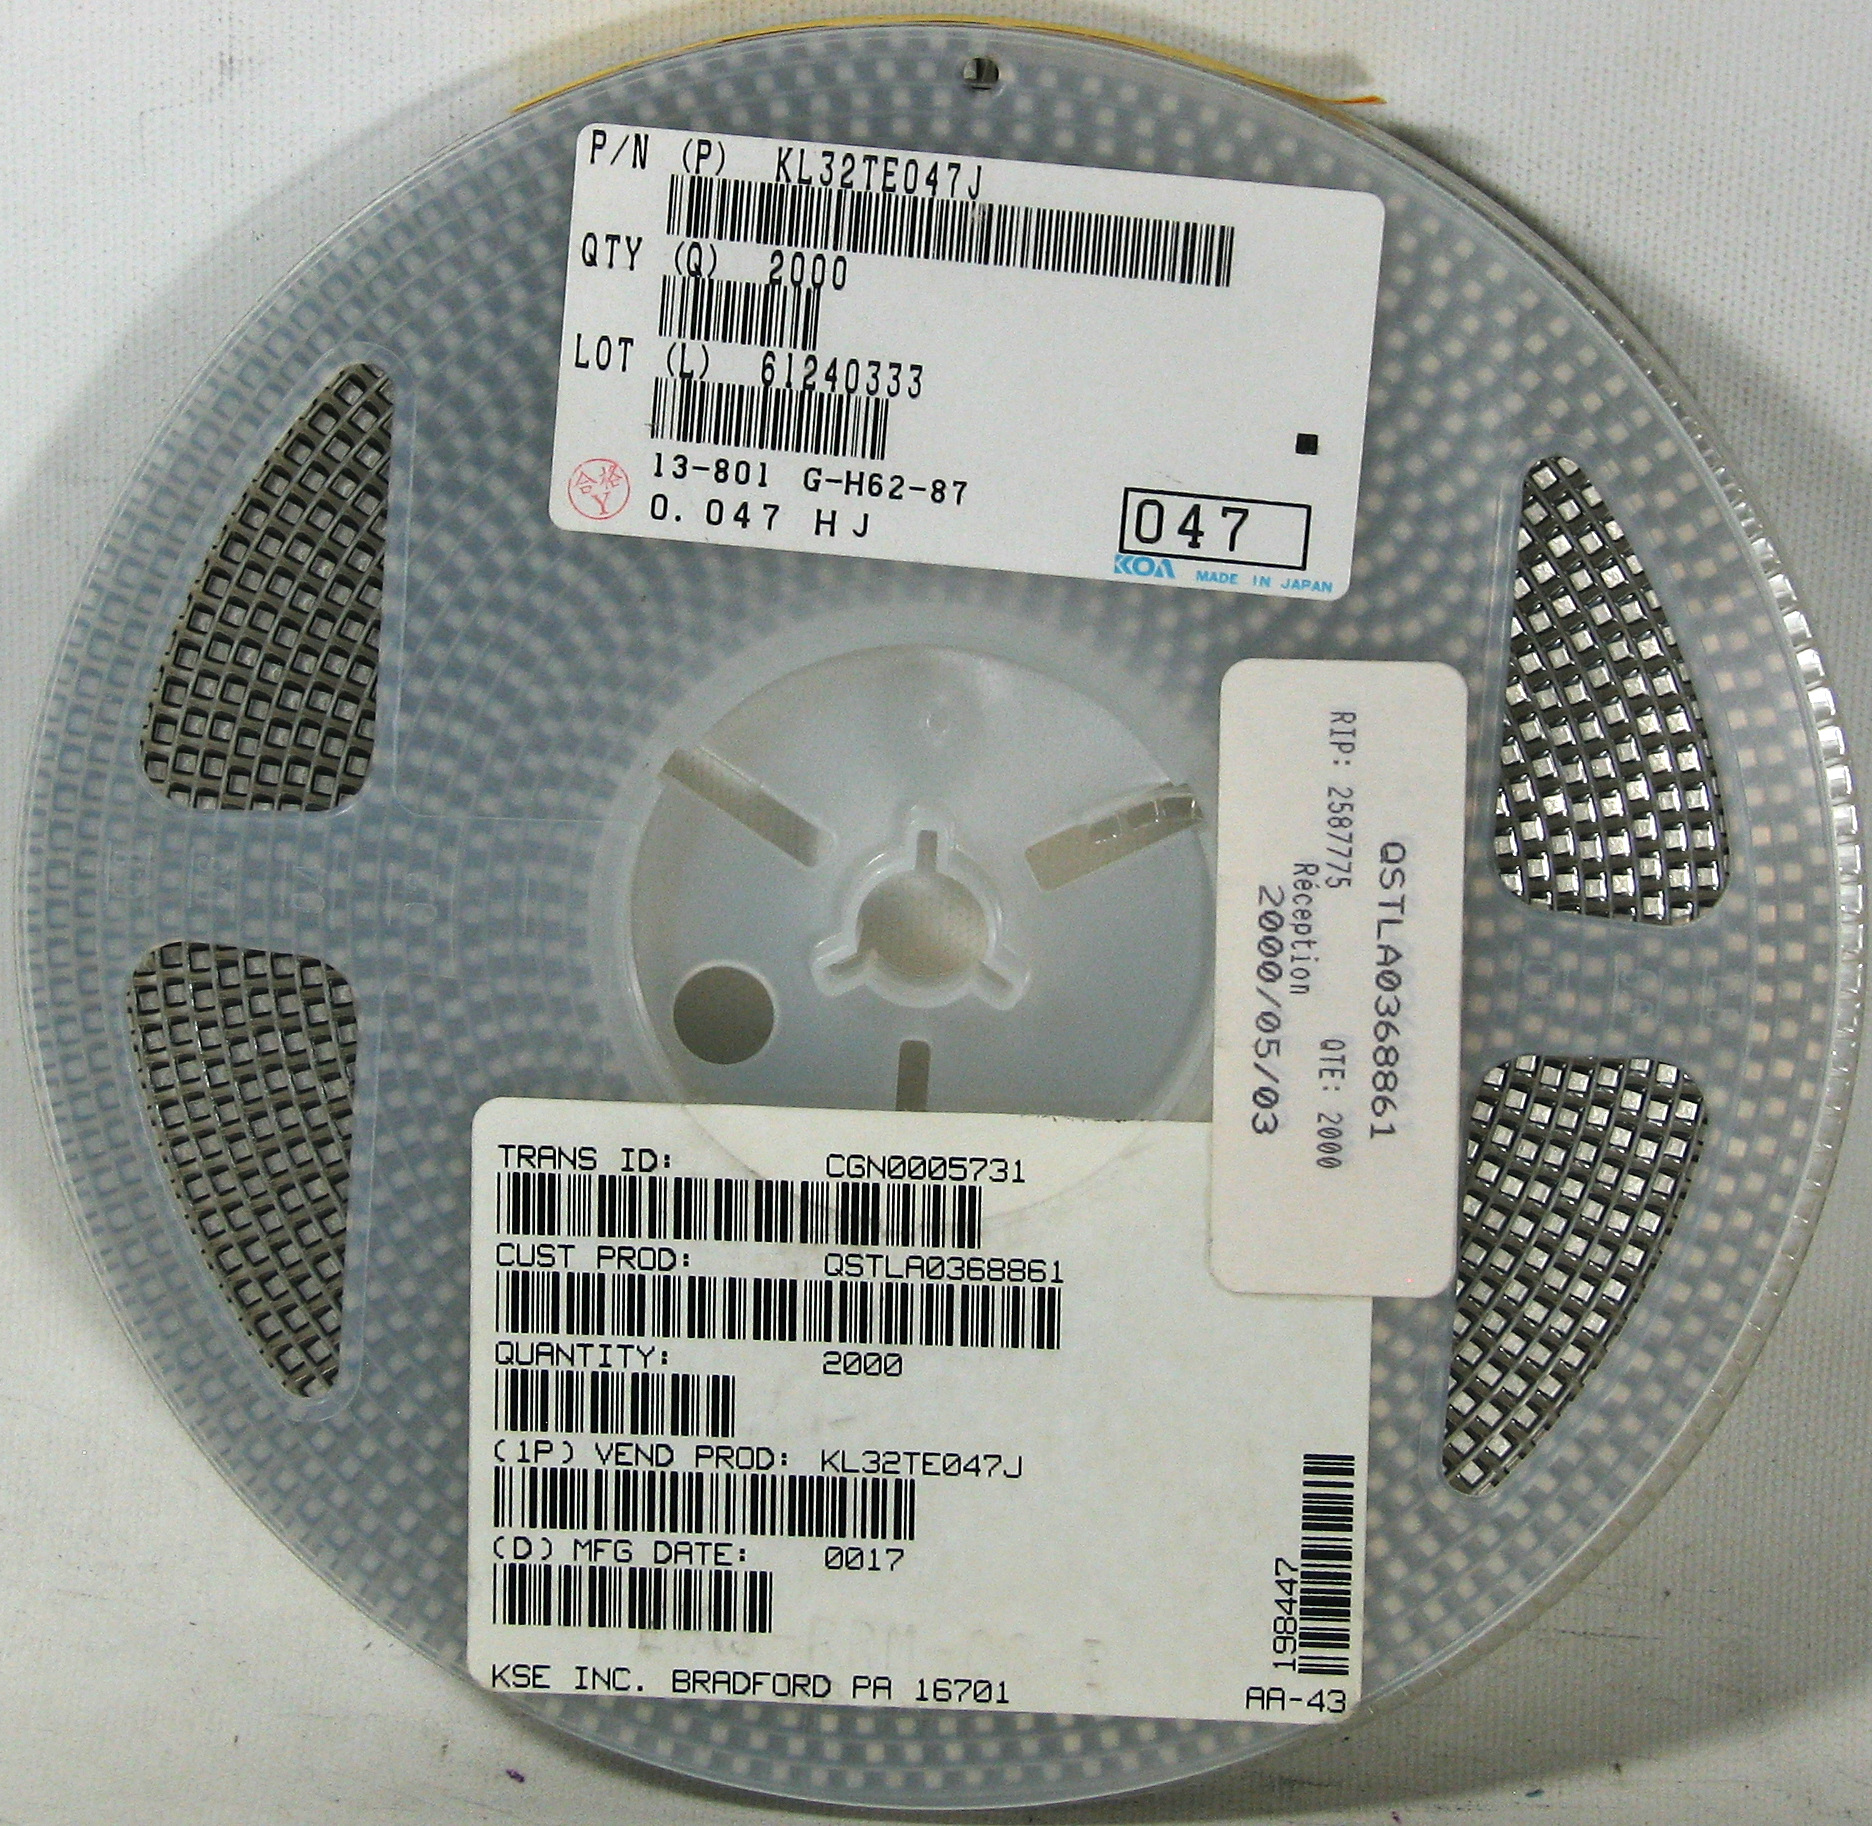 P/N (P) KL32TE047J
QTY (Q) 2000
LOT (L) 61240333
13-801 G-H62-87
合格
Y
0.047 H J
047
KOA MADE IN JAPAN
QSTLA0368861
RIP: 2587775 QTE: 2000
Réception
2000/05/03
TRANS ID: CGN0005731
CUST PROD: QSTLA0368861
QUANTITY: 2000
(1P) VEND PROD: KL32TE047J
(D) MFG DATE: 0017
198447
KSE INC. BRADFORD PA 16701
AA-43